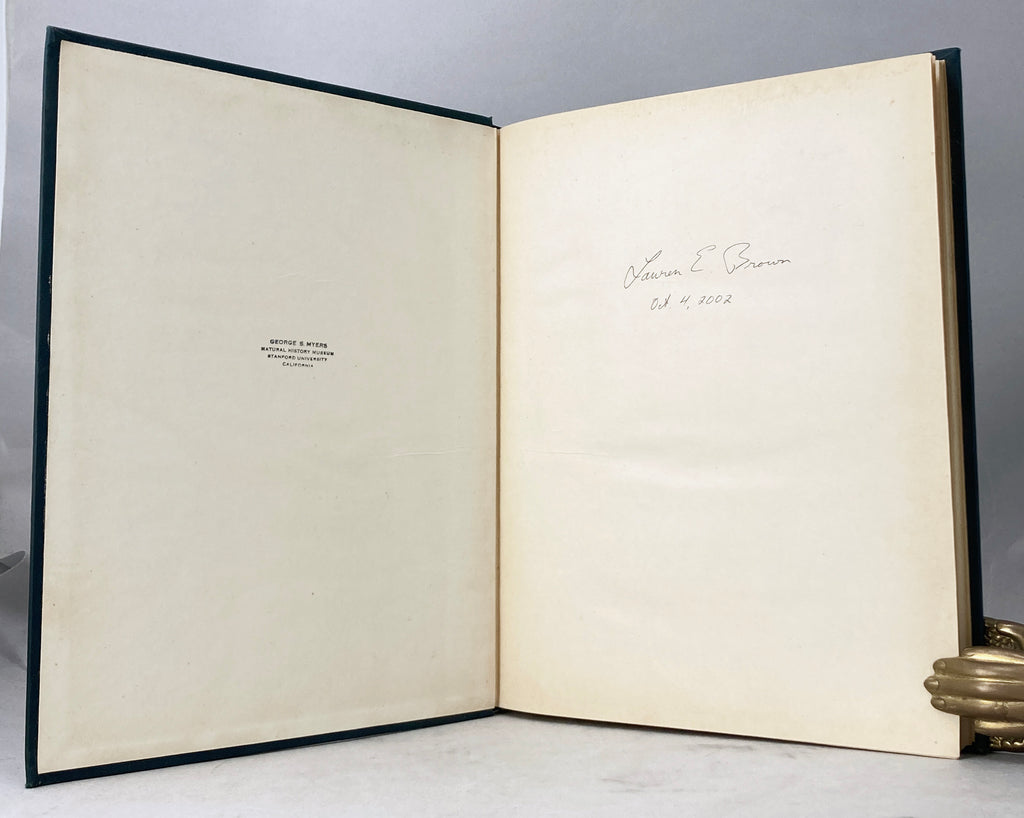 GEORGE S MYERS
NATURAL HISTORY MUSEUM
STANFORD UNIVERSITY
CALIFORNIA
Lauren E. Brown
Oct 4, 2002